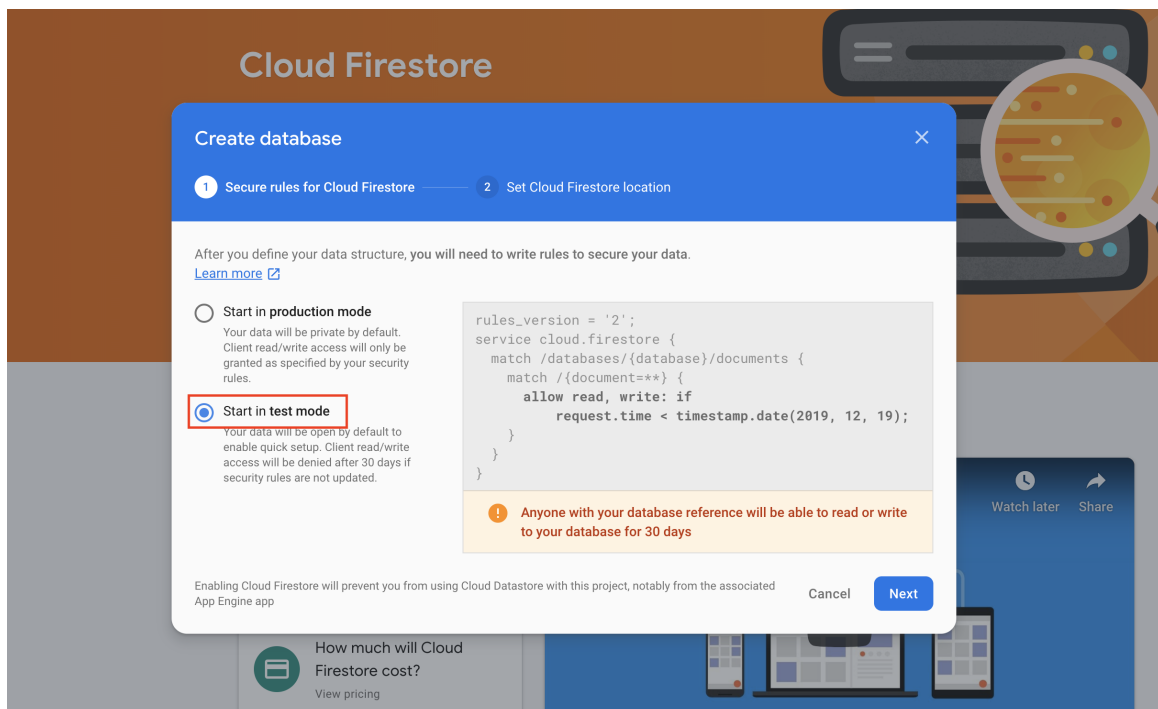 Cloud Firestore
Create database
1 Secure rules for Cloud Firestore 2 Set Cloud Firestore location
After you define your data structure, you will need to write rules to secure your data.
Learn more
Start in production mode
Your data will be private by default.
Client read/write access will only be
granted as specified by your security
rules.
Start in test mode
Your data will be open by default to
enable quick setup. Client read/write
access will be denied after 30 days if
security rules are not updated.
rules_version = '2';
service cloud.firestore {
  match /databases/{database}/documents {
    match /{document=**} {
      allow read, write: if
          request.time < timestamp.date(2019, 12, 19);
    }
  }
}
! Anyone with your database reference will be able to read or write
to your database for 30 days
Enabling Cloud Firestore will prevent you from using Cloud Datastore with this project, notably from the associated
App Engine app
Cancel Next
Watch later Share
How much will Cloud
Firestore cost?
View pricing